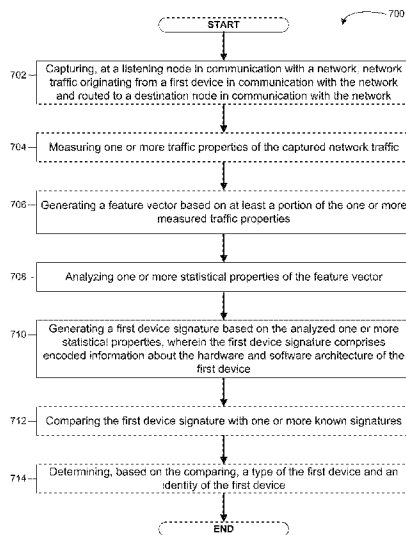 700
START
702
Capturing, at a listening node in communication with a network, network
traffic originating from a first device in communication with the network
and routed to a destination node in communication with the network
704
Measuring one or more traffic properties of the captured network traffic
706
Generating a feature vector based on at least a portion of the one or more
measured traffic properties
708
Analyzing one or more statistical properties of the feature vector
710
Generating a first device signature based on the analyzed one or more
statistical properties, wherein the first device signature comprises
encoded information about the hardware and software architecture of the
first device
712
Comparing the first device signature with one or more known signatures
714
Determining, based on the comparing, a type of the first device and an
identity of the first device
END